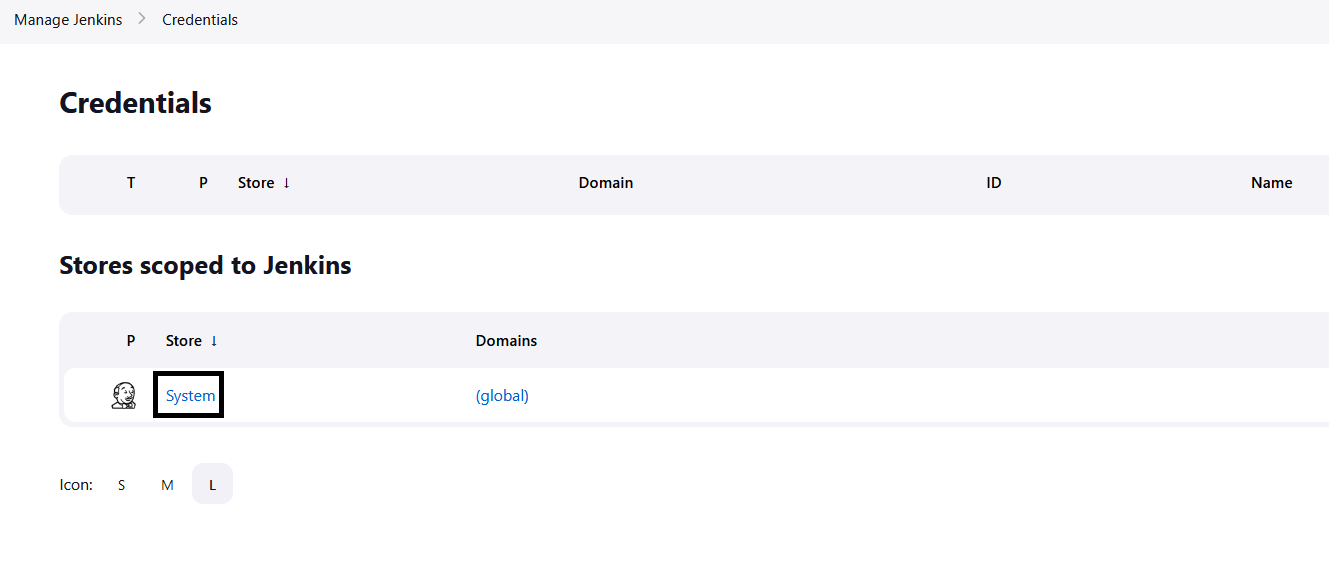 Manage Jenkins > Credentials
Credentials
T P Store ↓ Domain ID Name
Stores scoped to Jenkins
P Store ↓ Domains
System (global)
Icon: S M L